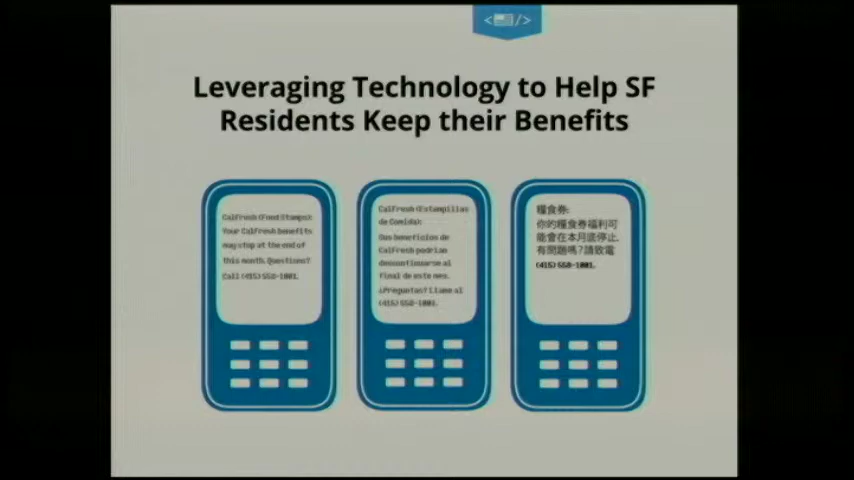 Leveraging Technology to Help SF
Residents Keep their Benefits
CalFresh (Food Stamps):
Your CalFresh benefits
may stop at the end of
this month. Questions?
Call (415) 558-1001.
CalFresh (Estampillas
de Comida):
Sus beneficios de
CalFresh podrian
descontinuarse al
final de este mes.
¿Preguntas? Llame al
(415) 558-1001.
糧食券:
你的糧食券福利可
能會在本月底停止.
有問題嗎?請致電
(415) 558-1001.